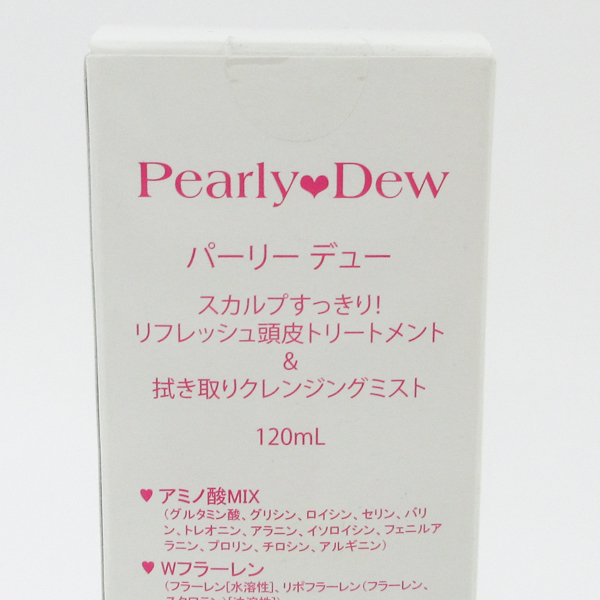 Pearly♥Dew
パーリー デュー
スカルプすっきり!
リフレッシュ頭皮トリートメント
&
拭き取りクレンジングミスト
120mL
♥ アミノ酸MIX
(グルタミン酸、グリシン、ロイシン、セリン、バリ
ン、トレオニン、アラニン、イソロイシン、フェニルア
ラニン、プロリン、チロシン、アルギニン)
♥ Wフラーレン
(フラーレン[水溶性]、リポフラーレン(フラーレン、